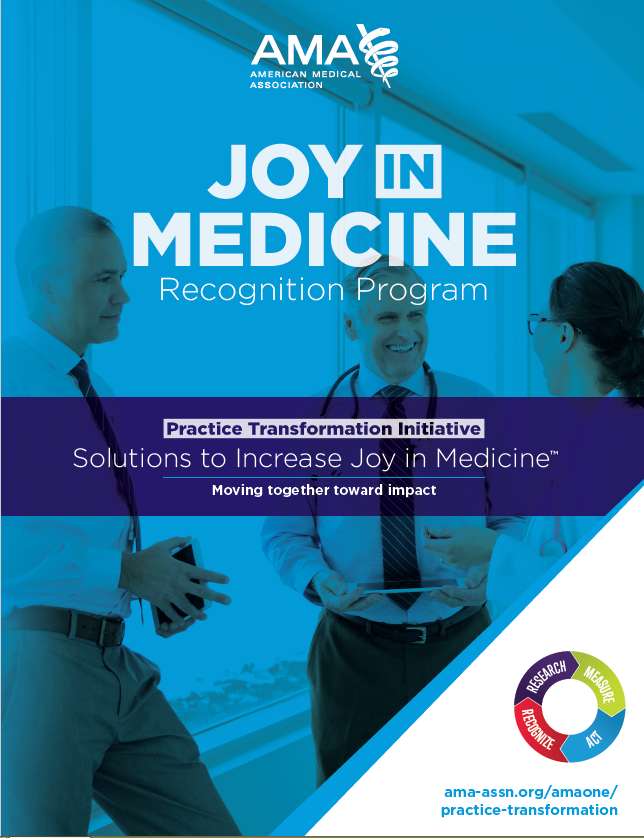 AMA
AMERICAN MEDICAL
ASSOCIATION
JOY IN
MEDICINE
Recognition Program
Practice Transformation Initiative
Solutions to Increase Joy in Medicine™
Moving together toward impact
RESEARCH
MEASURE
ACT
RECOGNIZE
ama-assn.org/amaone/
practice-transformation